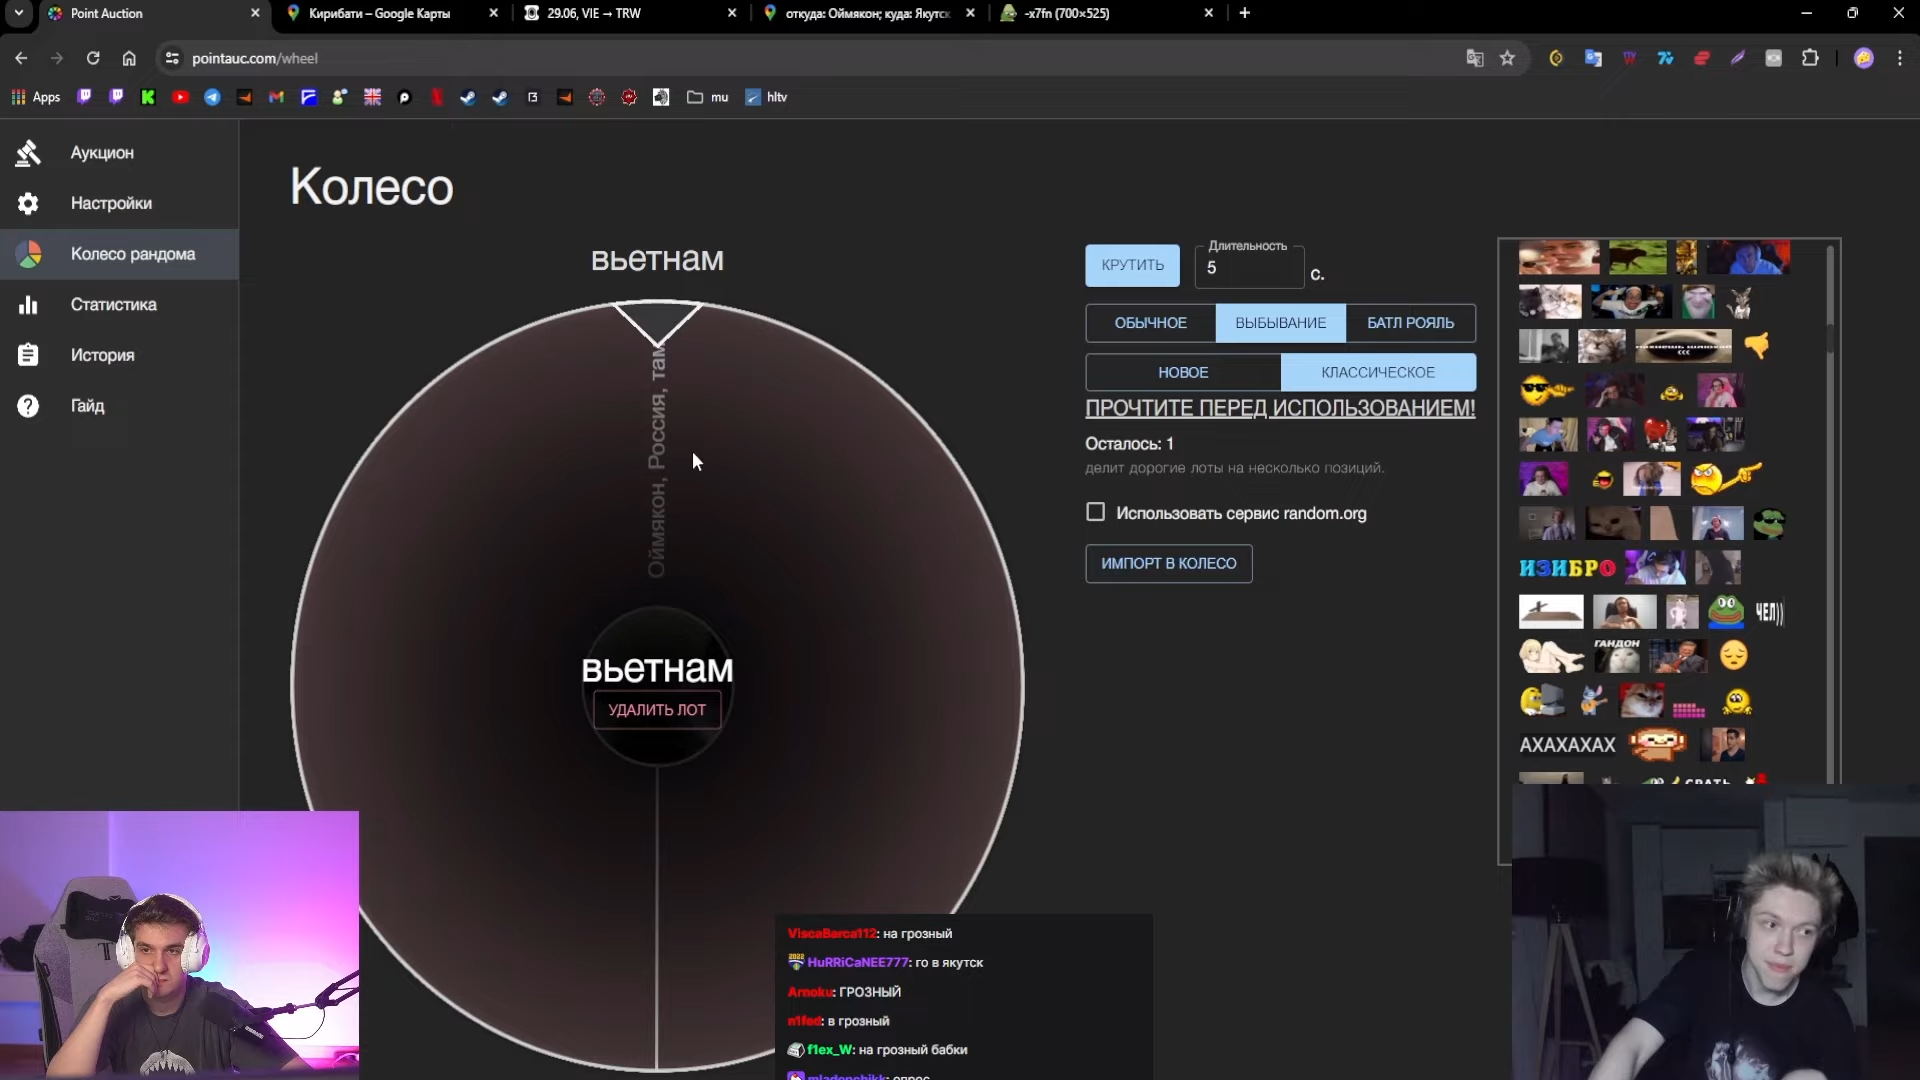 Point Auction
Кирибати – Google Карты
29.06, VIE → TRW
откуда: Оймякон; куда: Якутск
-x7fn (700×525)
pointauc.com/wheel
Apps
mu
hltv
Аукцион
Настройки
Колесо рандома
Статистика
История
Гайд
Колесо
вьетнам
Оймякон, Россия, там
вьетнам
УДАЛИТЬ ЛОТ
КРУТИТЬ
Длительность
5
с.
ОБЫЧНОЕ
ВЫБЫВАНИЕ
БАТЛ РОЯЛЬ
НОВОЕ
КЛАССИЧЕСКОЕ
ПРОЧТИТЕ ПЕРЕД ИСПОЛЬЗОВАНИЕМ!
Осталось: 1
делит дорогие лоты на несколько позиций.
Использовать сервис random.org
ИМПОРТ В КОЛЕСО
ИЗИБРО
ЧЕЛ))
ГАНДОН
АХАХАХАХ
СРАТЬ
ViscaBarca112: на грозный
HuRRiCaNEE777: го в якутск
Arnoku: ГРОЗНЫЙ
n1fed: в грозный
f1ex_W: на грозный бабки
mladenchikk: опрос